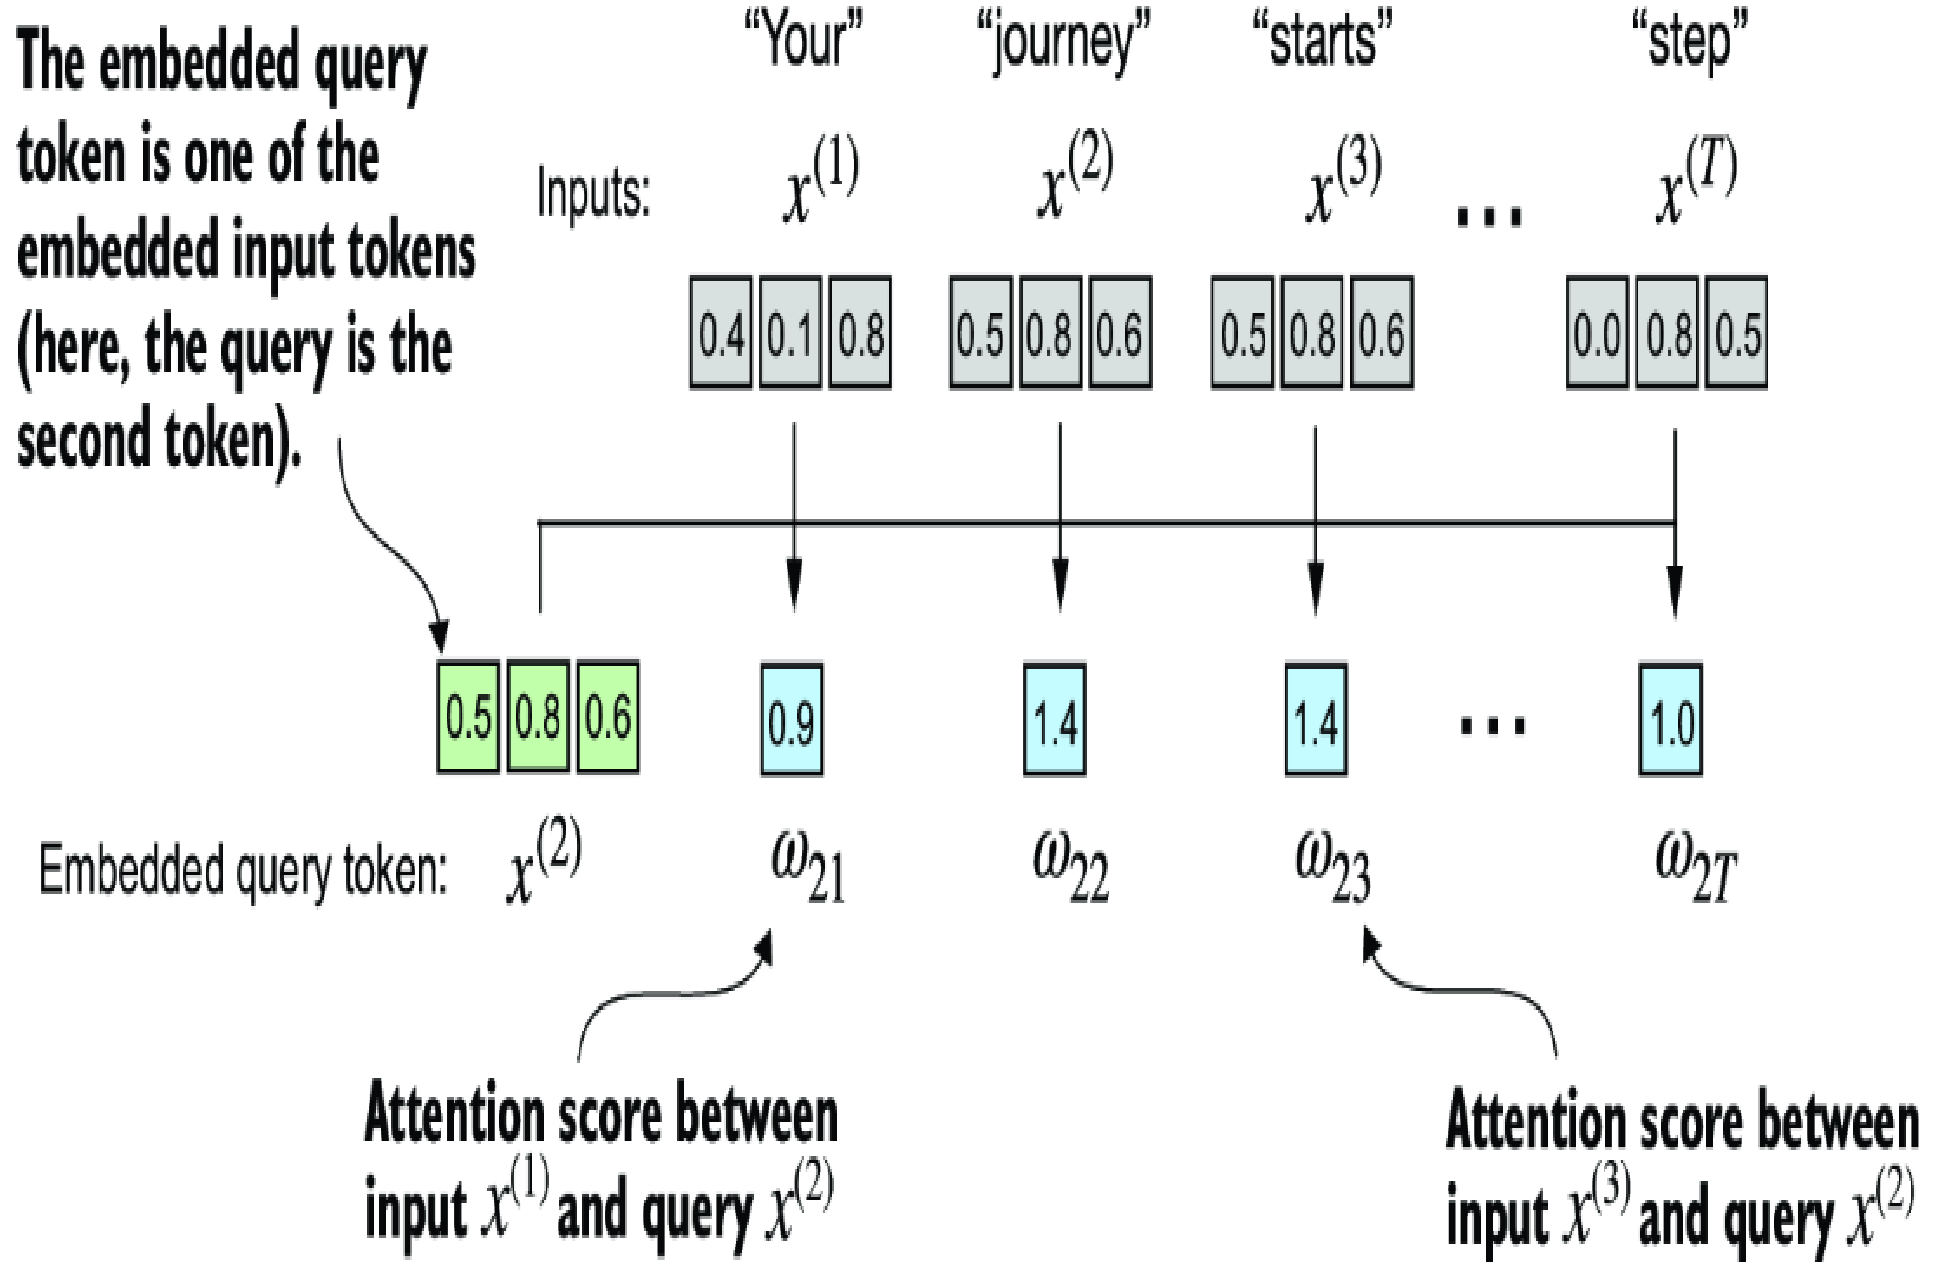 The embedded query
token is one of the
embedded input tokens
(here, the query is the
second token).
“Your” “journey” “starts” “step”
Inputs: x(1) x(2) x(3) ... x(T)
0.4 0.1 0.8 0.5 0.8 0.6 0.5 0.8 0.6 0.0 0.8 0.5
0.5 0.8 0.6 0.9 1.4 1.4 ... 1.0
Embedded query token: x(2) ω21 ω22 ω23 ω2T
Attention score between
input x(1) and query x(2)
Attention score between
input x(3) and query x(2)